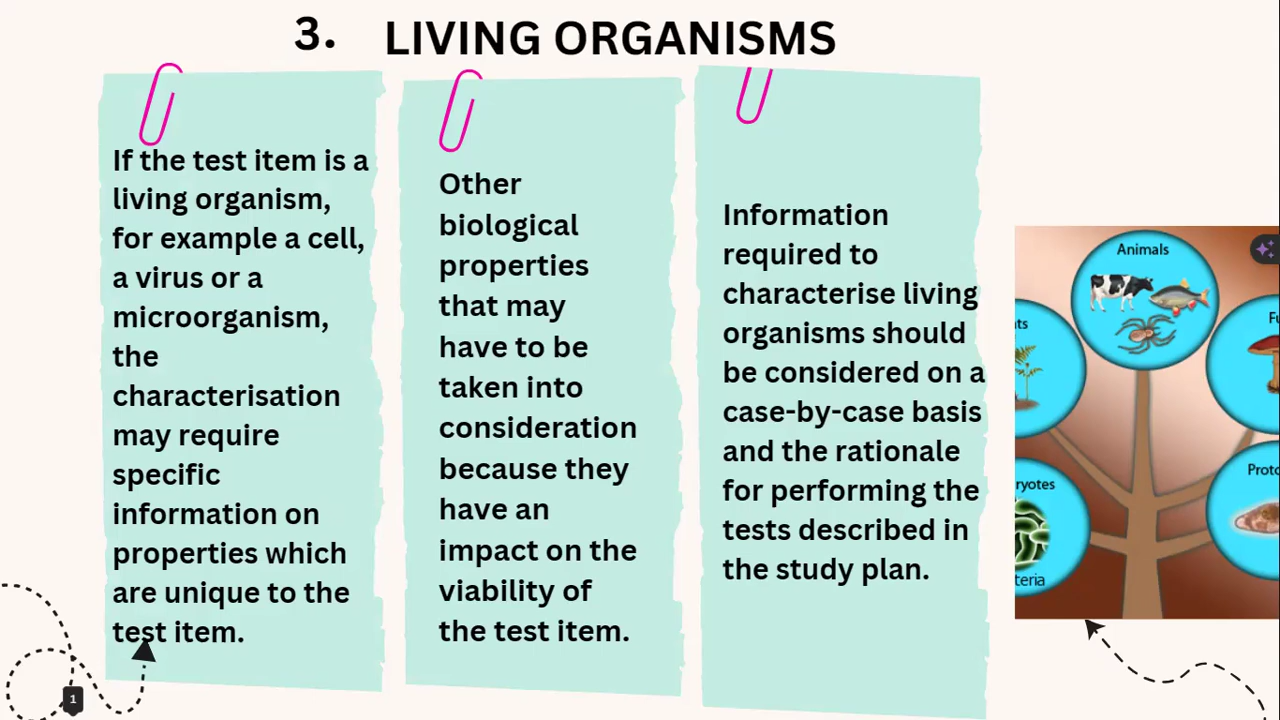 3. LIVING ORGANISMS
If the test item is a
living organism,
for example a cell,
a virus or a
microorganism,
the
characterisation
may require
specific
information on
properties which
are unique to the
test item.
Other
biological
properties
that may
have to be
taken into
consideration
because they
have an
impact on the
viability of
the test item.
Information
required to
characterise living
organisms should
be considered on a
case-by-case basis
and the rationale
for performing the
tests described in
the study plan.
Animals
1